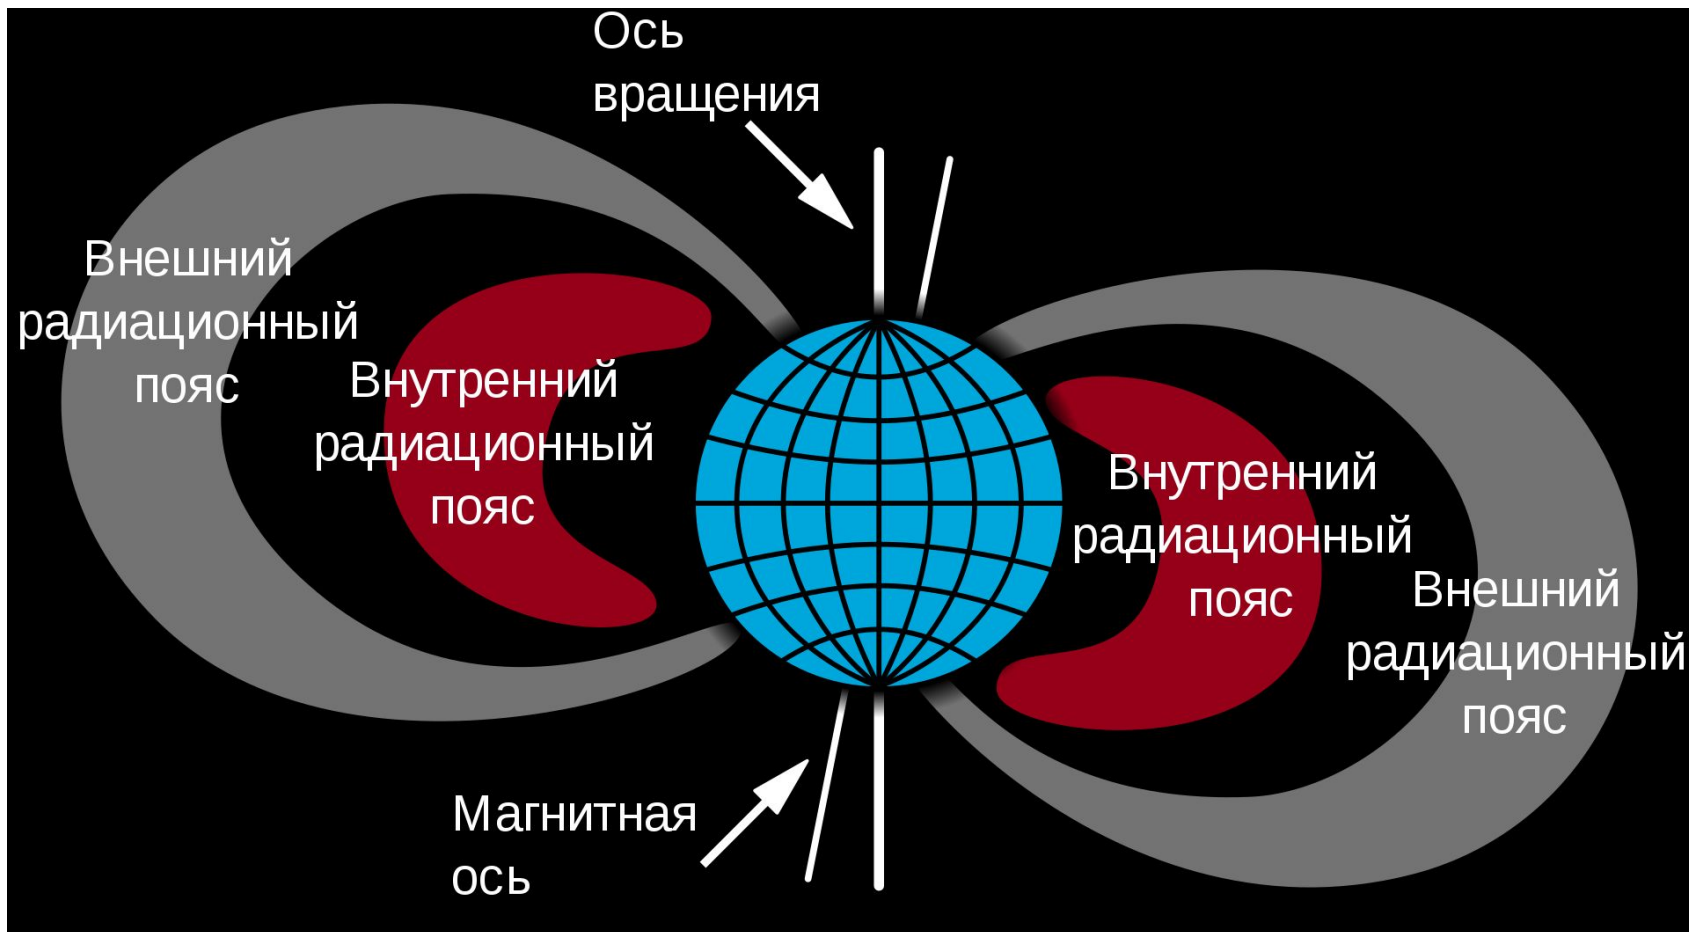 Ось
вращения
Внешний
радиационный
пояс
Внутренний
радиационный
пояс
Внутренний
радиационный
пояс
Внешний
радиационный
пояс
Магнитная
ось